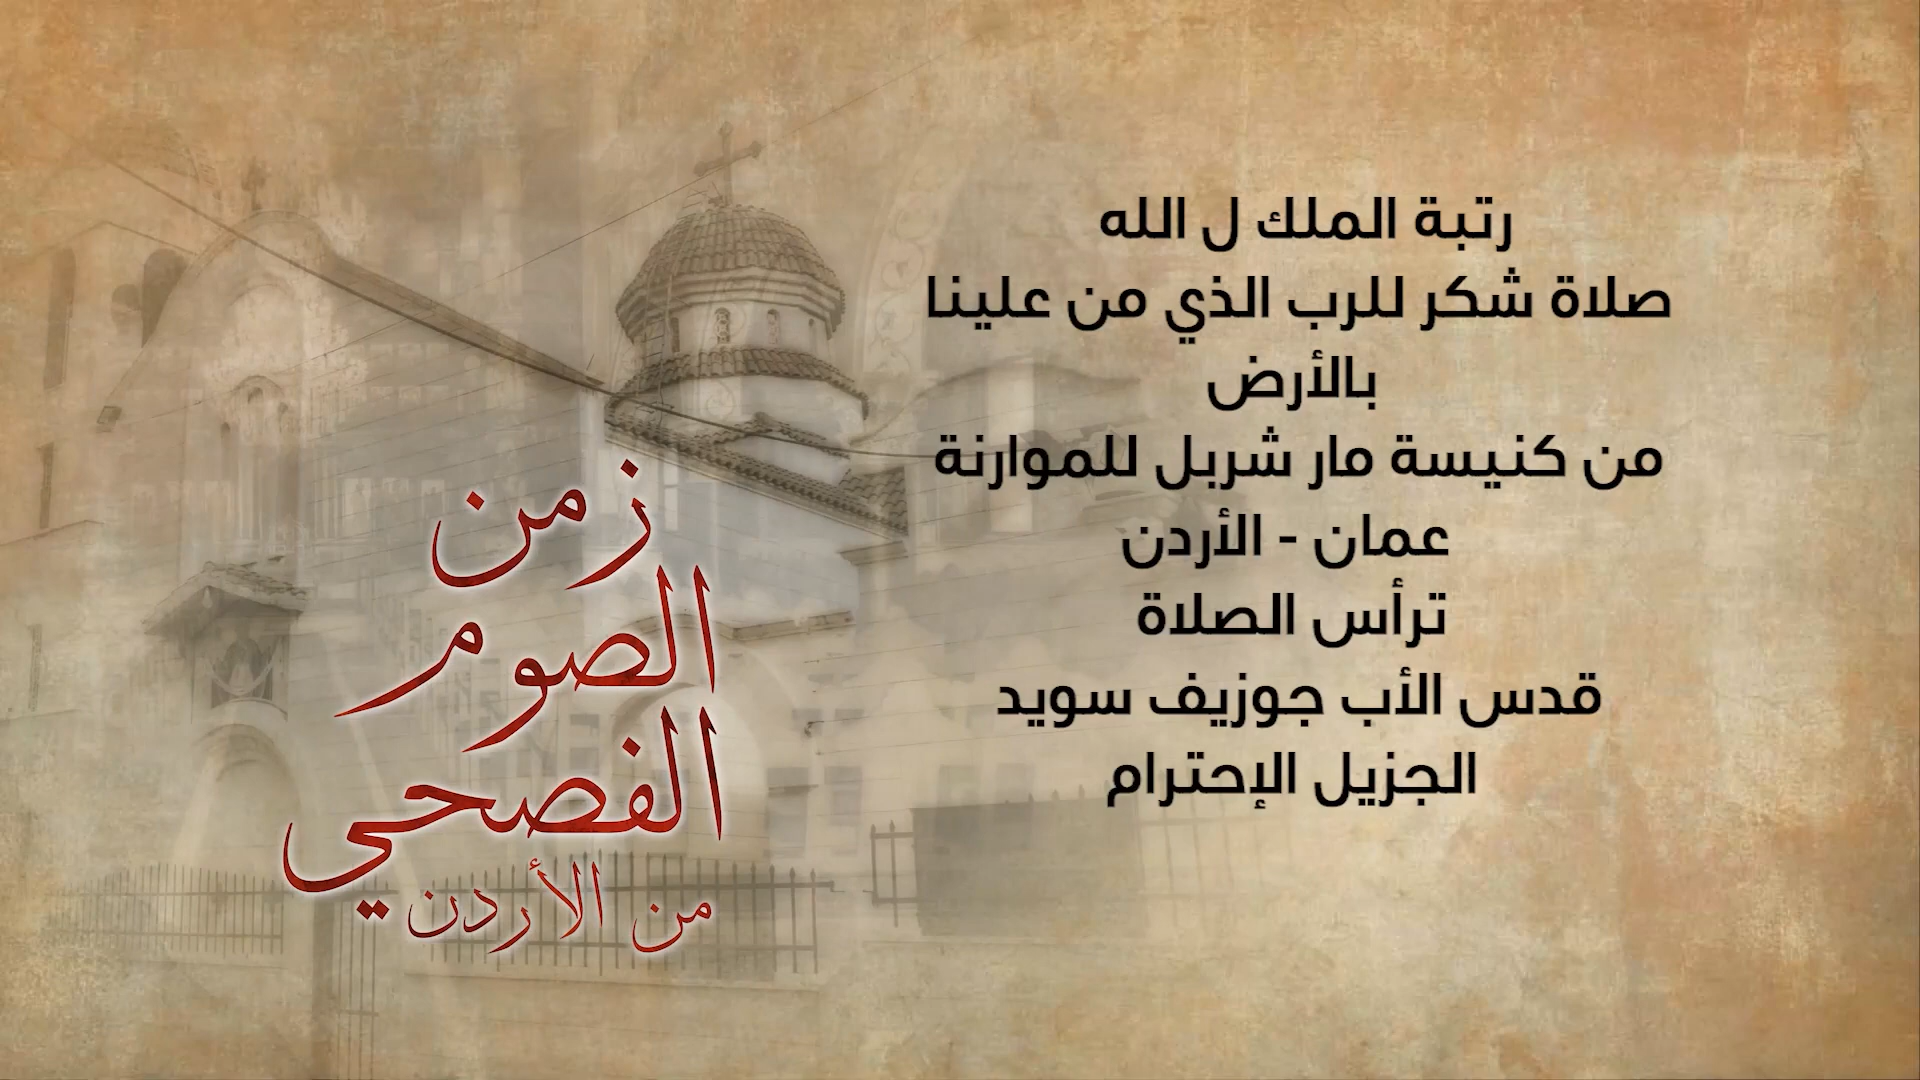 رتبة الملك ل الله
صلاة شكر للرب الذي من علينا
بالأرض
من كنيسة مار شربل للموارنة
عمان - الأردن
ترأس الصلاة
قدس الأب جوزيف سويد
الجزيل الإحترام
زمن
الصوم
الفصحي
من الأردن